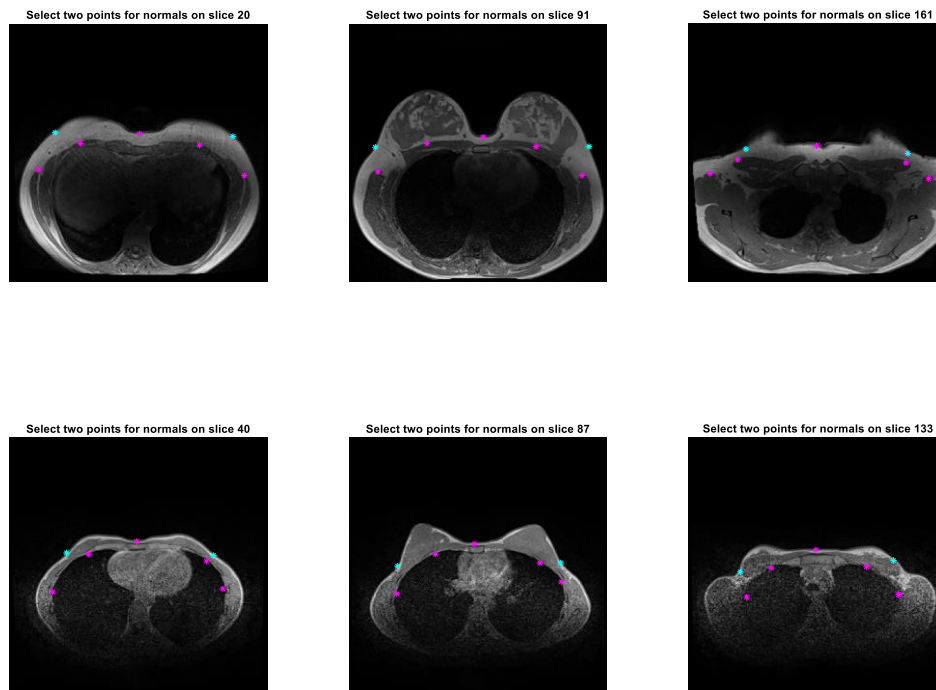 Select two points for normals on slice 20
Select two points for normals on slice 91
Select two points for normals on slice 161
Select two points for normals on slice 40
Select two points for normals on slice 87
Select two points for normals on slice 133